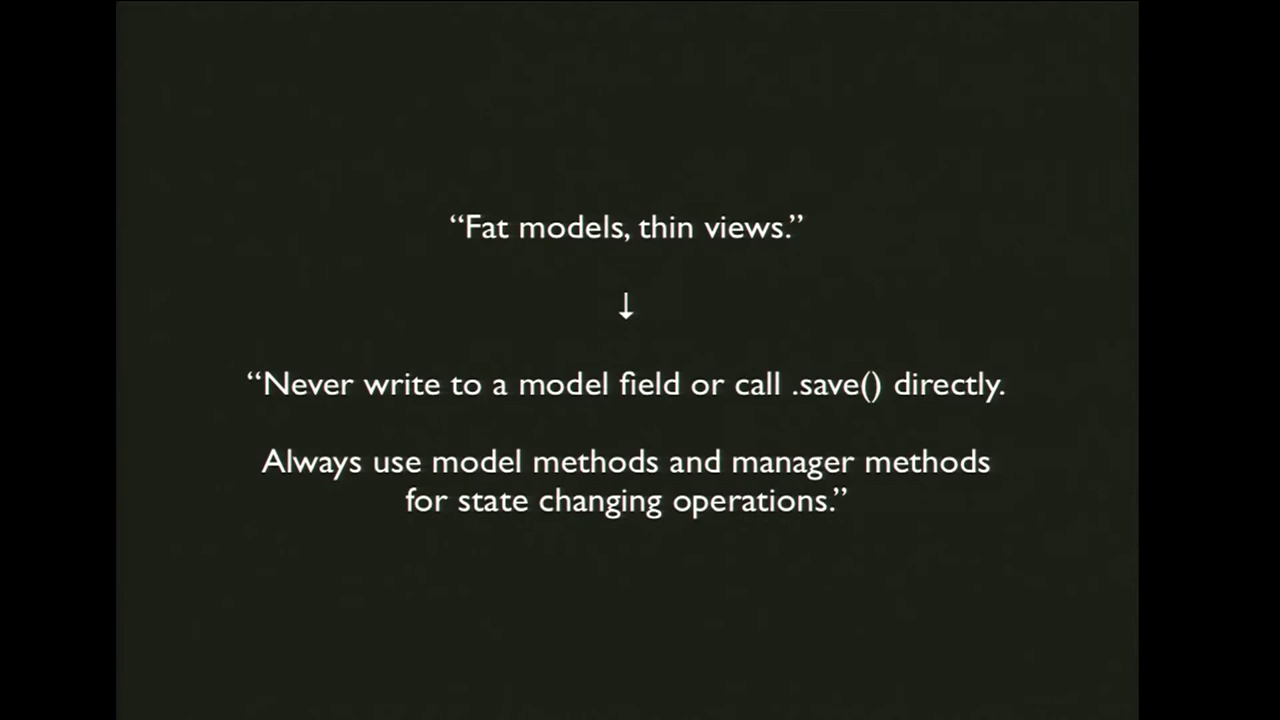 “Fat models, thin views.”
↓
“Never write to a model field or call .save() directly.
Always use model methods and manager methods
for state changing operations.”